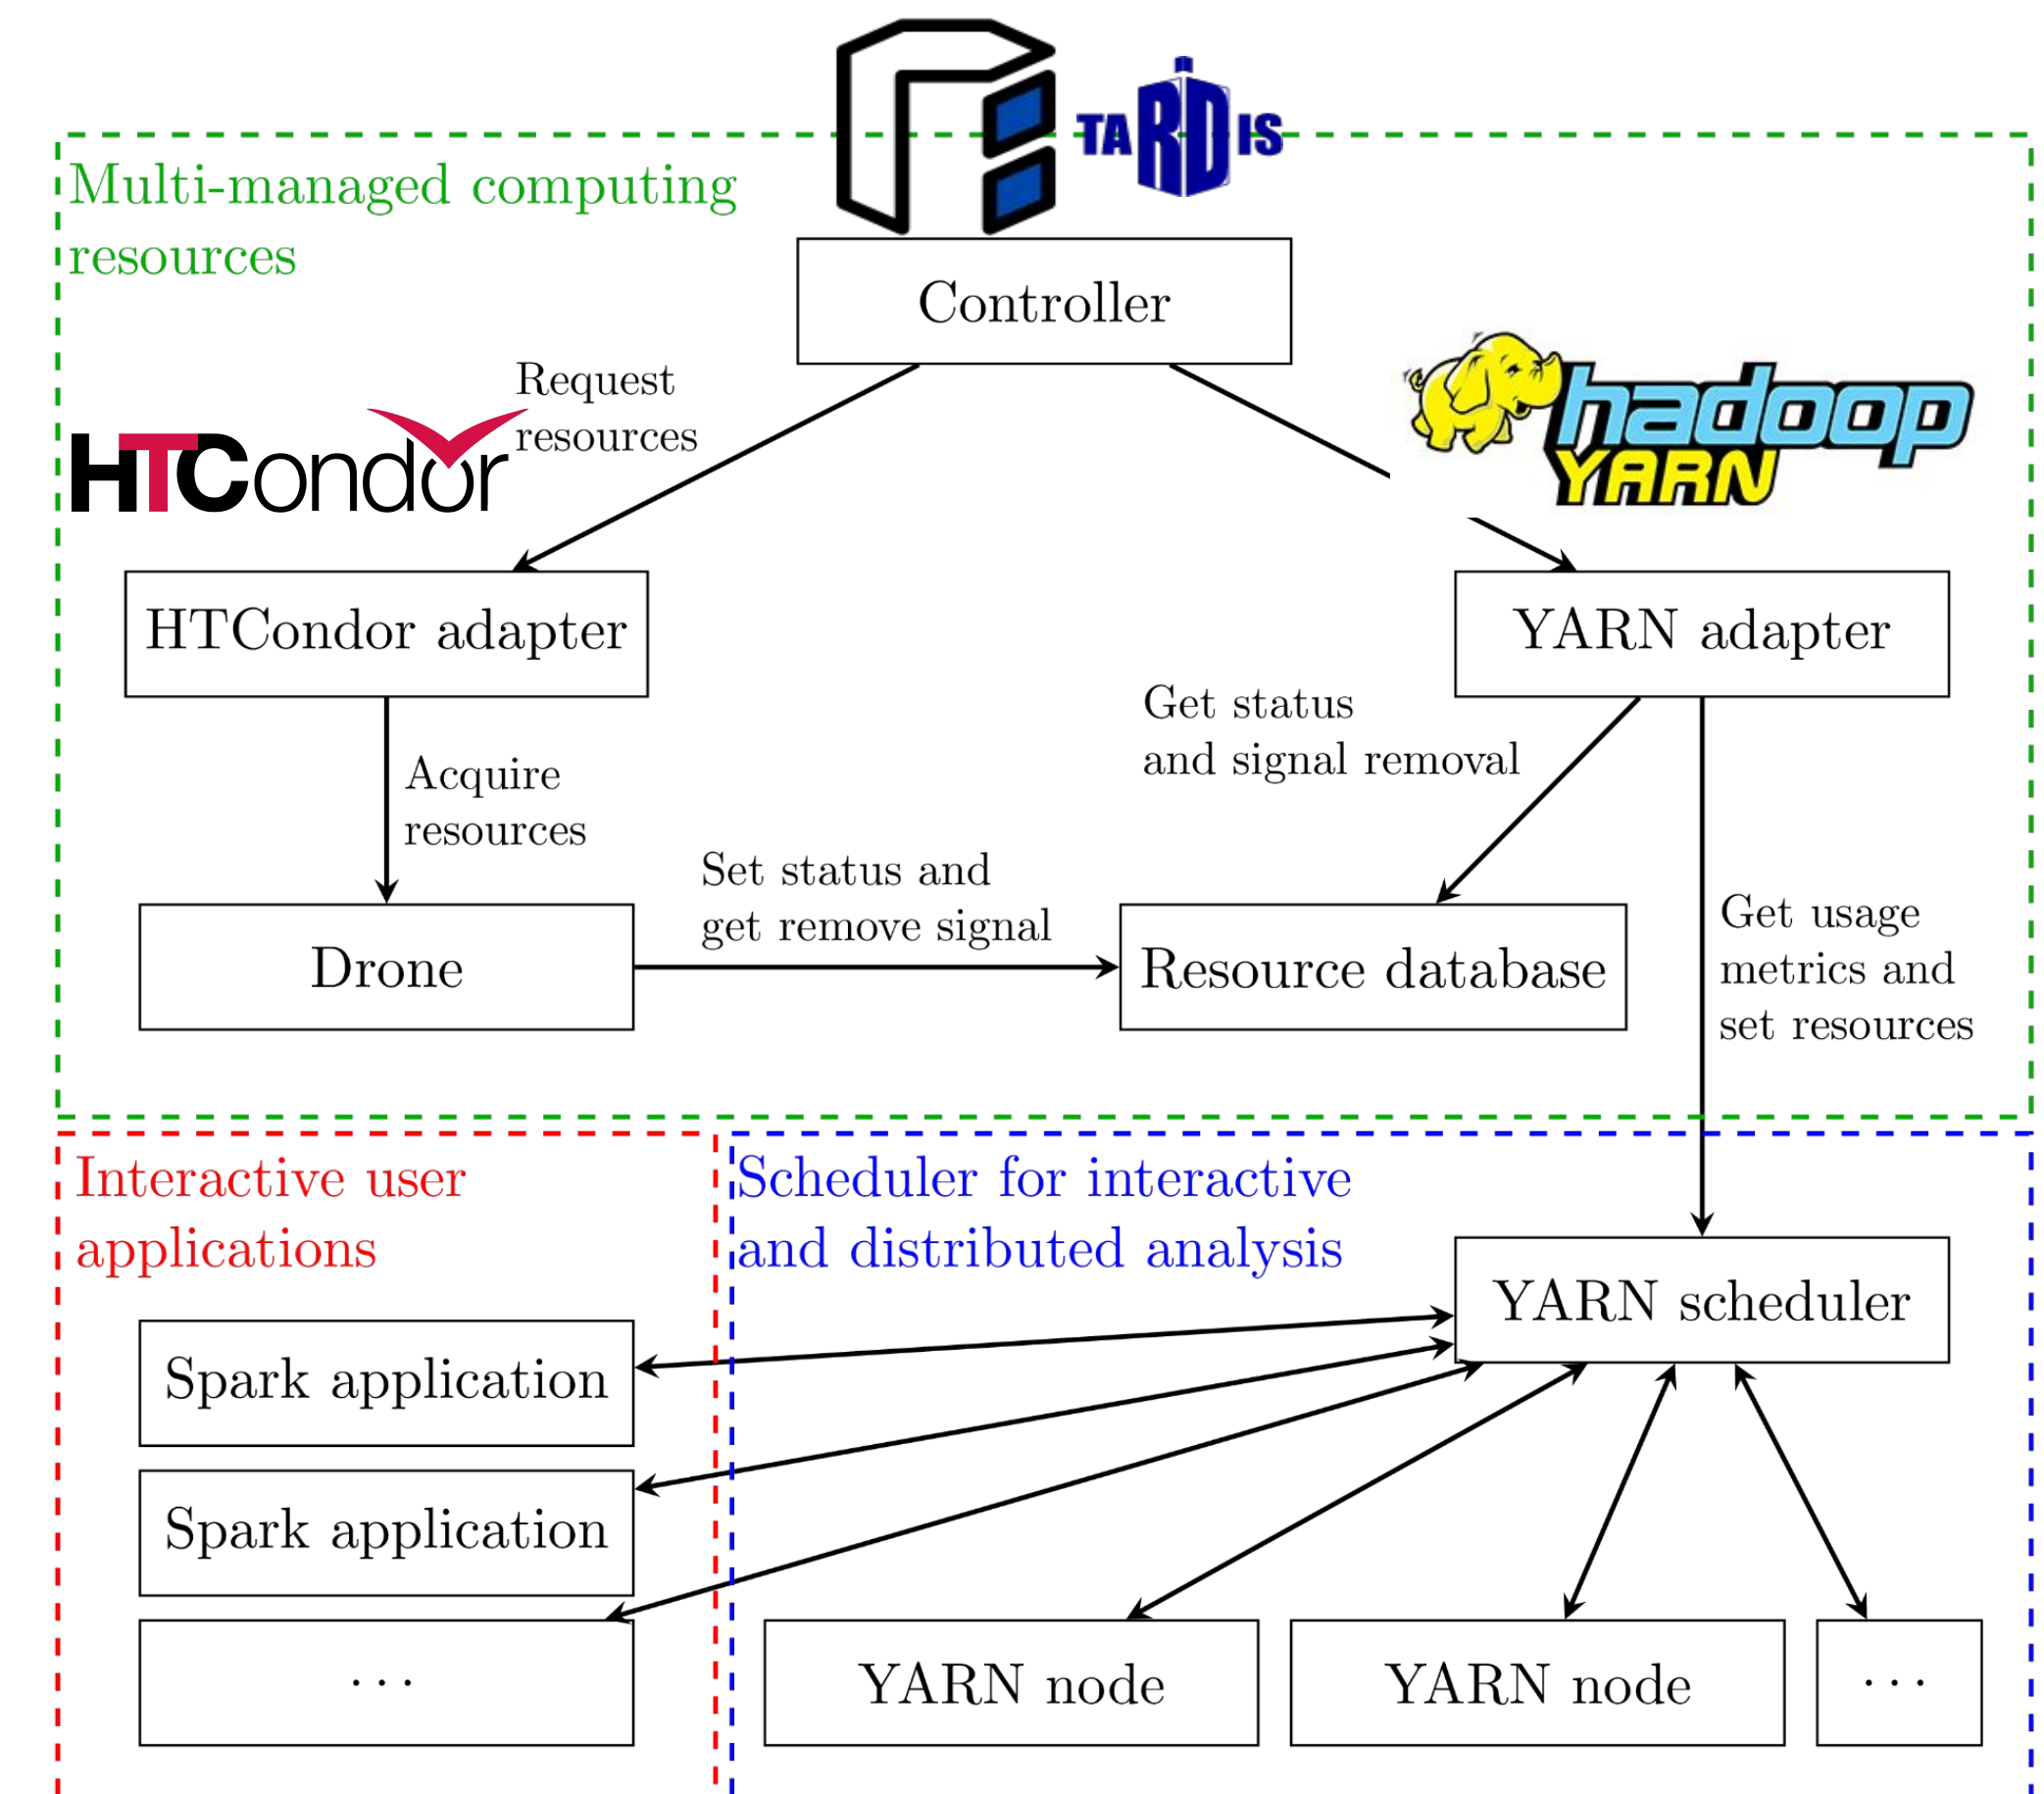 TARDIS
Multi-managed computing
resources
Controller
Request
resources
HTCondor
hadoop
YARN
HTCondor adapter
YARN adapter
Get status
and signal removal
Acquire
resources
Set status and
get remove signal
Get usage
metrics and
set resources
Drone
Resource database
Interactive user
applications
Scheduler for interactive
and distributed analysis
YARN scheduler
Spark application
Spark application
...
YARN node
YARN node
...